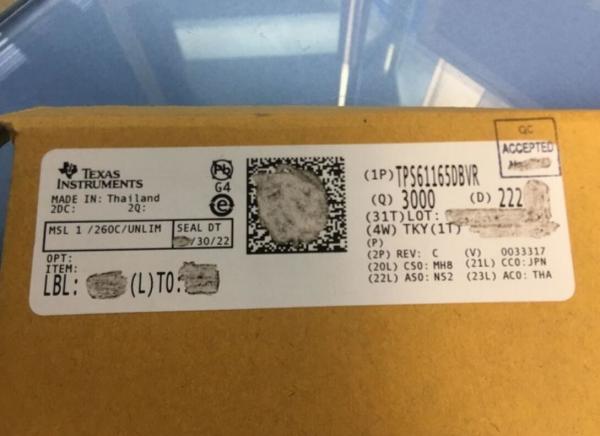 TEXAS
INSTRUMENTS
MADE IN: Thailand
2DC: 2Q:
MSL 1 /260C/UNLIM
SEAL DT
/30/22
OPT:
ITEM:
LBL: (L)TO:
Pb
G4
e
(1P)TPS61165DBVR
(Q) 3000 (D) 222
(31T)LOT:
(4W) TKY(1T)
(P)
(2P) REV: C (V) 0033317
(20L) CSO: MH8 (21L) CCO:JPN
(22L) ASO: NS2 (23L) ACO: THA
QC
ACCEPTED